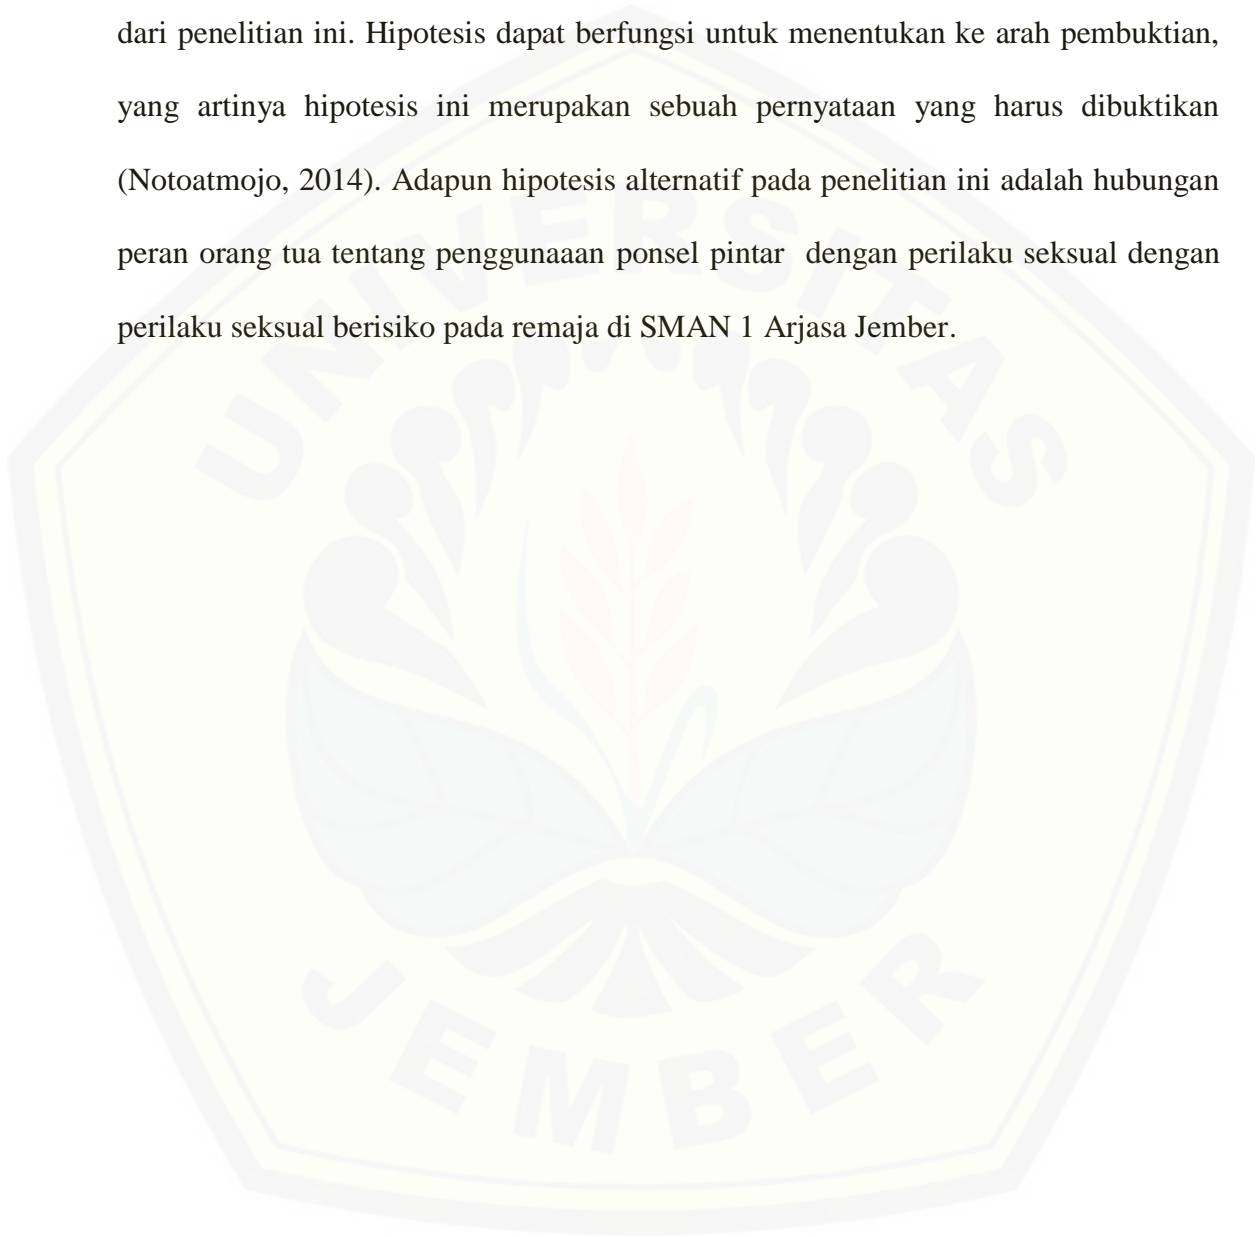 dari penelitian ini. Hipotesis dapat berfungsi untuk menentukan ke arah pembuktian,
yang artinya hipotesis ini merupakan sebuah pernyataan yang harus dibuktikan
(Notoatmojo, 2014). Adapun hipotesis alternatif pada penelitian ini adalah hubungan
peran orang tua tentang penggunaaan ponsel pintar  dengan perilaku seksual dengan
perilaku seksual berisiko pada remaja di SMAN 1 Arjasa Jember.
UNIVERSITAS
JEMBER